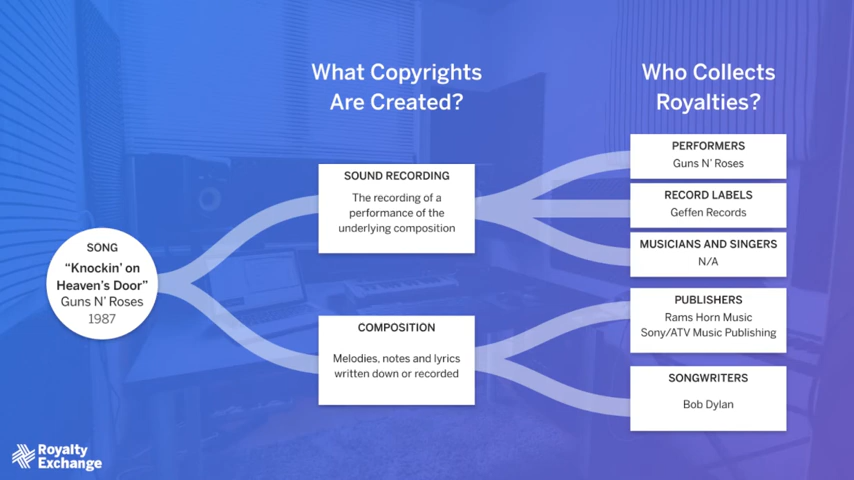 What Copyrights
Are Created?
Who Collects
Royalties?
SONG
“Knockin’ on
Heaven’s Door”
Guns N’ Roses
1987
SOUND RECORDING
The recording of a
performance of the
underlying composition
COMPOSITION
Melodies, notes and lyrics
written down or recorded
PERFORMERS
Guns N’ Roses
RECORD LABELS
Geffen Records
MUSICIANS AND SINGERS
N/A
PUBLISHERS
Rams Horn Music
Sony/ATV Music Publishing
SONGWRITERS
Bob Dylan
Royalty
Exchange